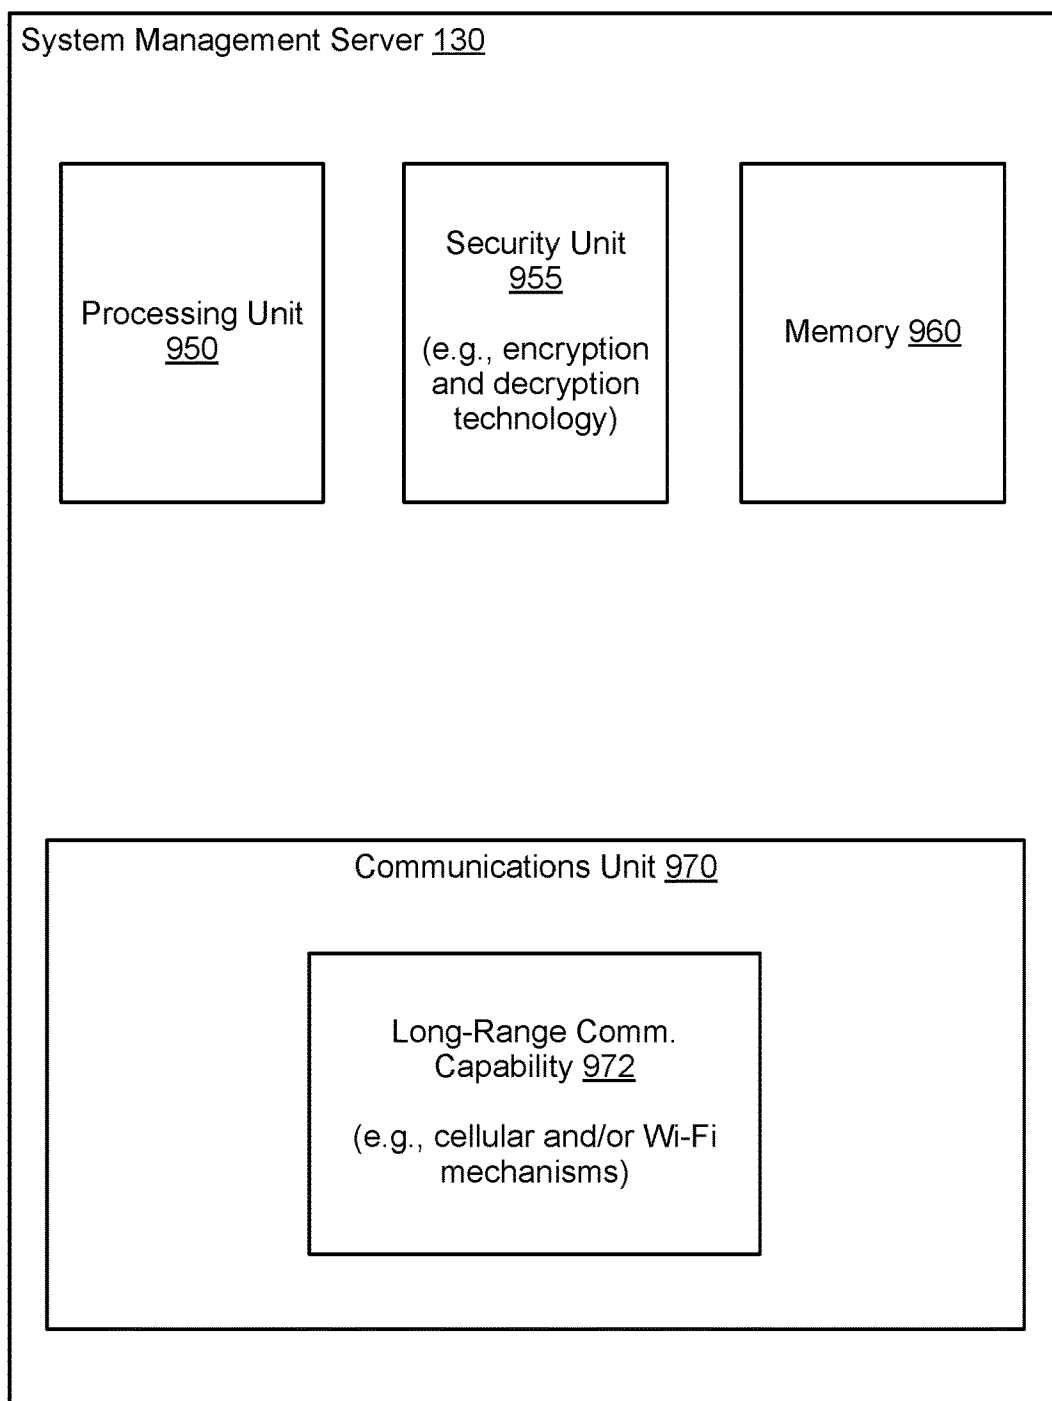 System Management Server 130
Processing Unit
950
Security Unit
955
(e.g., encryption
and decryption
technology)
Memory 960
Communications Unit 970
Long-Range Comm.
Capability 972
(e.g., cellular and/or Wi-Fi
mechanisms)